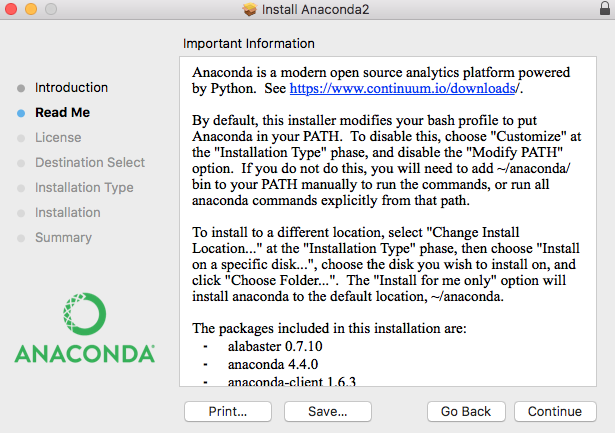 Install Anaconda2
Important Information
Introduction
Read Me
License
Destination Select
Installation Type
Installation
Summary
ANACONDA
Anaconda is a modern open source analytics platform powered
by Python.  See https://www.continuum.io/downloads/.
By default, this installer modifies your bash profile to put
Anaconda in your PATH.  To disable this, choose "Customize" at
the "Installation Type" phase, and disable the "Modify PATH"
option.  If you do not do this, you will need to add ~/anaconda/
bin to your PATH manually to run the commands, or run all
anaconda commands explicitly from that path.
To install to a different location, select "Change Install
Location..." at the "Installation Type" phase, then choose "Install
on a specific disk...", choose the disk you wish to install on, and
click "Choose Folder...".  The "Install for me only" option will
install anaconda to the default location, ~/anaconda.
The packages included in this installation are:
- alabaster 0.7.10
- anaconda 4.4.0
- anaconda-client 1.6.3
Print...
Save...
Go Back
Continue